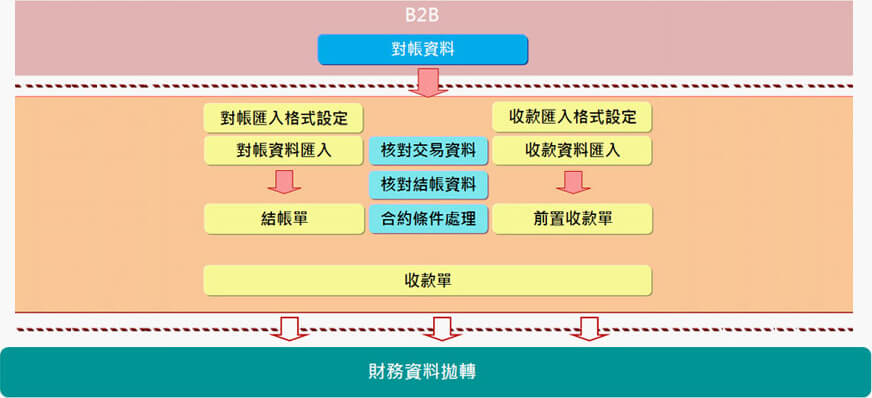 B2B
對帳資料
對帳匯入格式設定
收款匯入格式設定
對帳資料匯入
核對交易資料
收款資料匯入
核對結帳資料
結帳單
合約條件處理
前置收款單
收款單
財務資料拋轉